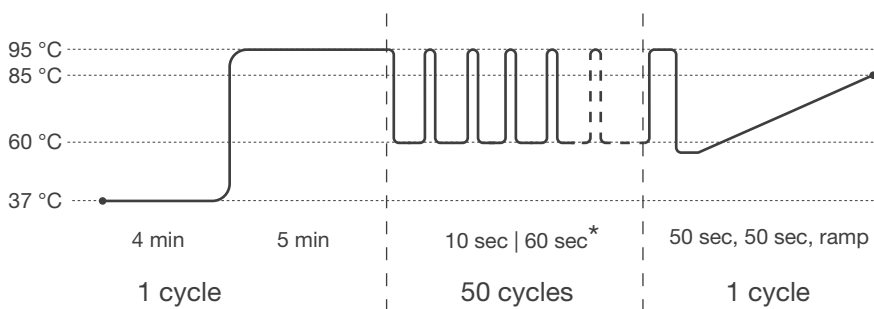 95 °C
85 °C
60 °C
37 °C
4 min
5 min
10 sec | 60 sec*
50 sec, 50 sec, ramp
1 cycle
50 cycles
1 cycle